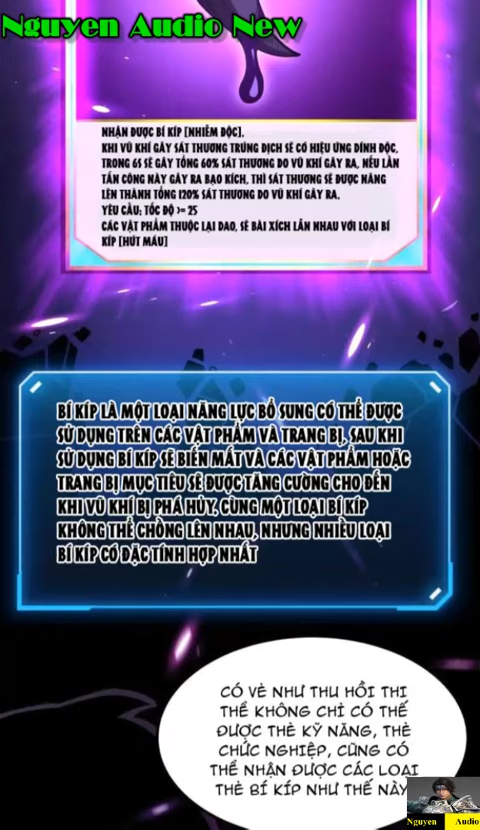 Nguyen Audio New
NHẬN ĐƯỢC BÍ KÍP [NHIỄM ĐỘC].
KHI VŨ KHÍ GÂY SÁT THƯƠNG TRÚNG ĐỊCH SẼ CÓ HIỆU ỨNG DÍNH ĐỘC,
TRONG 6S SẼ GÂY TỔNG 60% SÁT THƯƠNG DO VŨ KHÍ GÂY RA, NẾU LẦN
TẤN CÔNG NÀY GÂY RA BẠO KÍCH, THÌ SÁT THƯƠNG SẼ ĐƯỢC NÂNG
LÊN THÀNH TỔNG 120% SÁT THƯƠNG DO VŨ KHÍ GÂY RA.
YÊU CẦU: TỐC ĐỘ >= 25
CÁC VẬT PHẨM THUỘC LOẠI DAO, SẼ BÀI XÍCH LẪN NHAU VỚI LOẠI BÍ
KÍP [HÚT MÁU]
BÍ KÍP LÀ MỘT LOẠI NĂNG LỰC BỔ SUNG CÓ THỂ ĐƯỢC
SỬ DỤNG TRÊN CÁC VẬT PHẨM VÀ TRANG BỊ, SAU KHI
SỬ DỤNG BÍ KÍP SẼ BIẾN MẤT VÀ CÁC VẬT PHẨM HOẶC
TRANG BỊ MỤC TIÊU SẼ ĐƯỢC TĂNG CƯỜNG CHO ĐẾN
KHI VŨ KHÍ BỊ PHÁ HỦY, CÙNG MỘT LOẠI BÍ KÍP
KHÔNG THỂ CHỒNG LÊN NHAU, NHƯNG NHIỀU LOẠI
BÍ KÍP CÓ ĐẶC TÍNH HỢP NHẤT
CÓ VẺ NHƯ THU HỒI THI
THỂ KHÔNG CHỈ CÓ THỂ
ĐƯỢC THẺ KỸ NĂNG, THẺ
CHỨC NGHIỆP, CŨNG CÓ
THỂ NHẬN ĐƯỢC CÁC LOẠI
THẺ BÍ KÍP NHƯ THẾ NÀY
Nguyen Audio